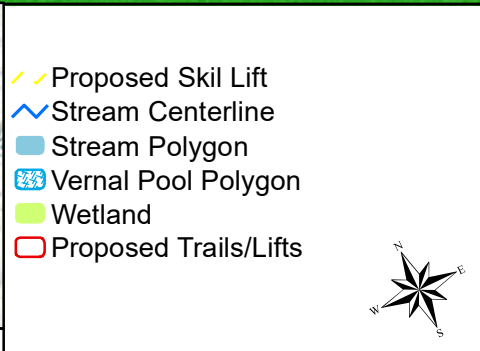 Proposed Skil Lift
Stream Centerline
Stream Polygon
Vernal Pool Polygon
Wetland
Proposed Trails/Lifts
N
E
W
S